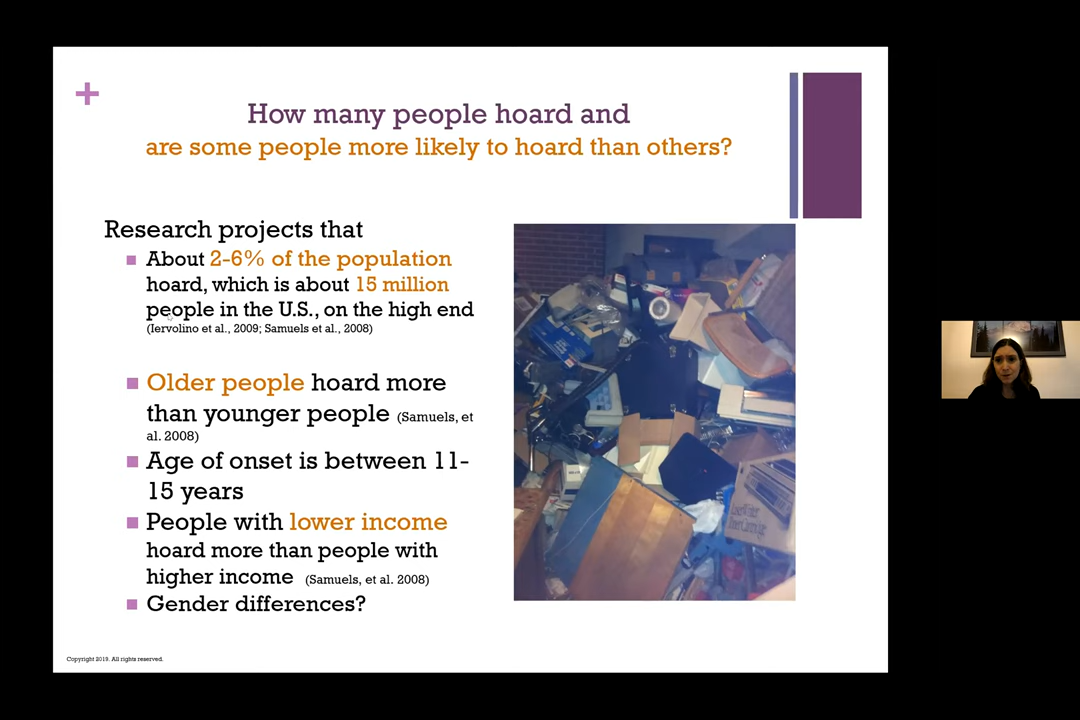 +
How many people hoard and
are some people more likely to hoard than others?
Research projects that
About 2-6% of the population
hoard, which is about 15 million
people in the U.S., on the high end
(Iervolino et al., 2009; Samuels et al., 2008)
Older people hoard more
than younger people (Samuels, et
al. 2008)
Age of onset is between 11-
15 years
People with lower income
hoard more than people with
higher income (Samuels, et al. 2008)
Gender differences?
Copyright 2019. All rights reserved.